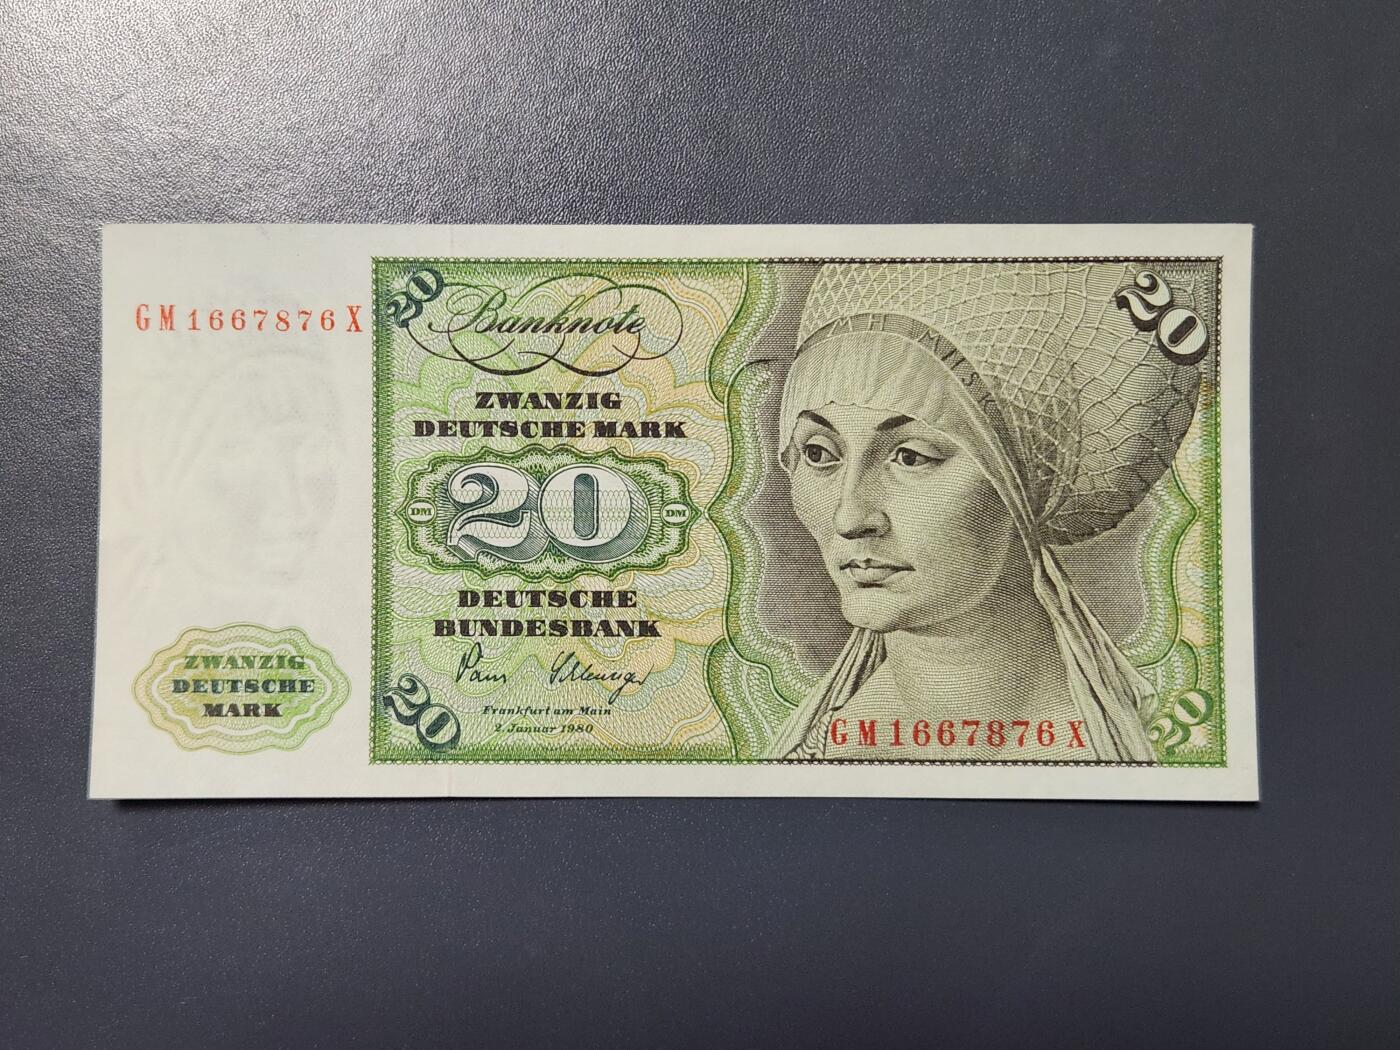 20
Banknote
20
GM1667876X
ZWANZIG
DEUTSCHE MARK
DM
20
DM
DEUTSCHE
BUNDESBANK
Frankfurt am Main
2. Januar 1980
ZWANZIG
DEUTSCHE
MARK
20
GM1667876X
20